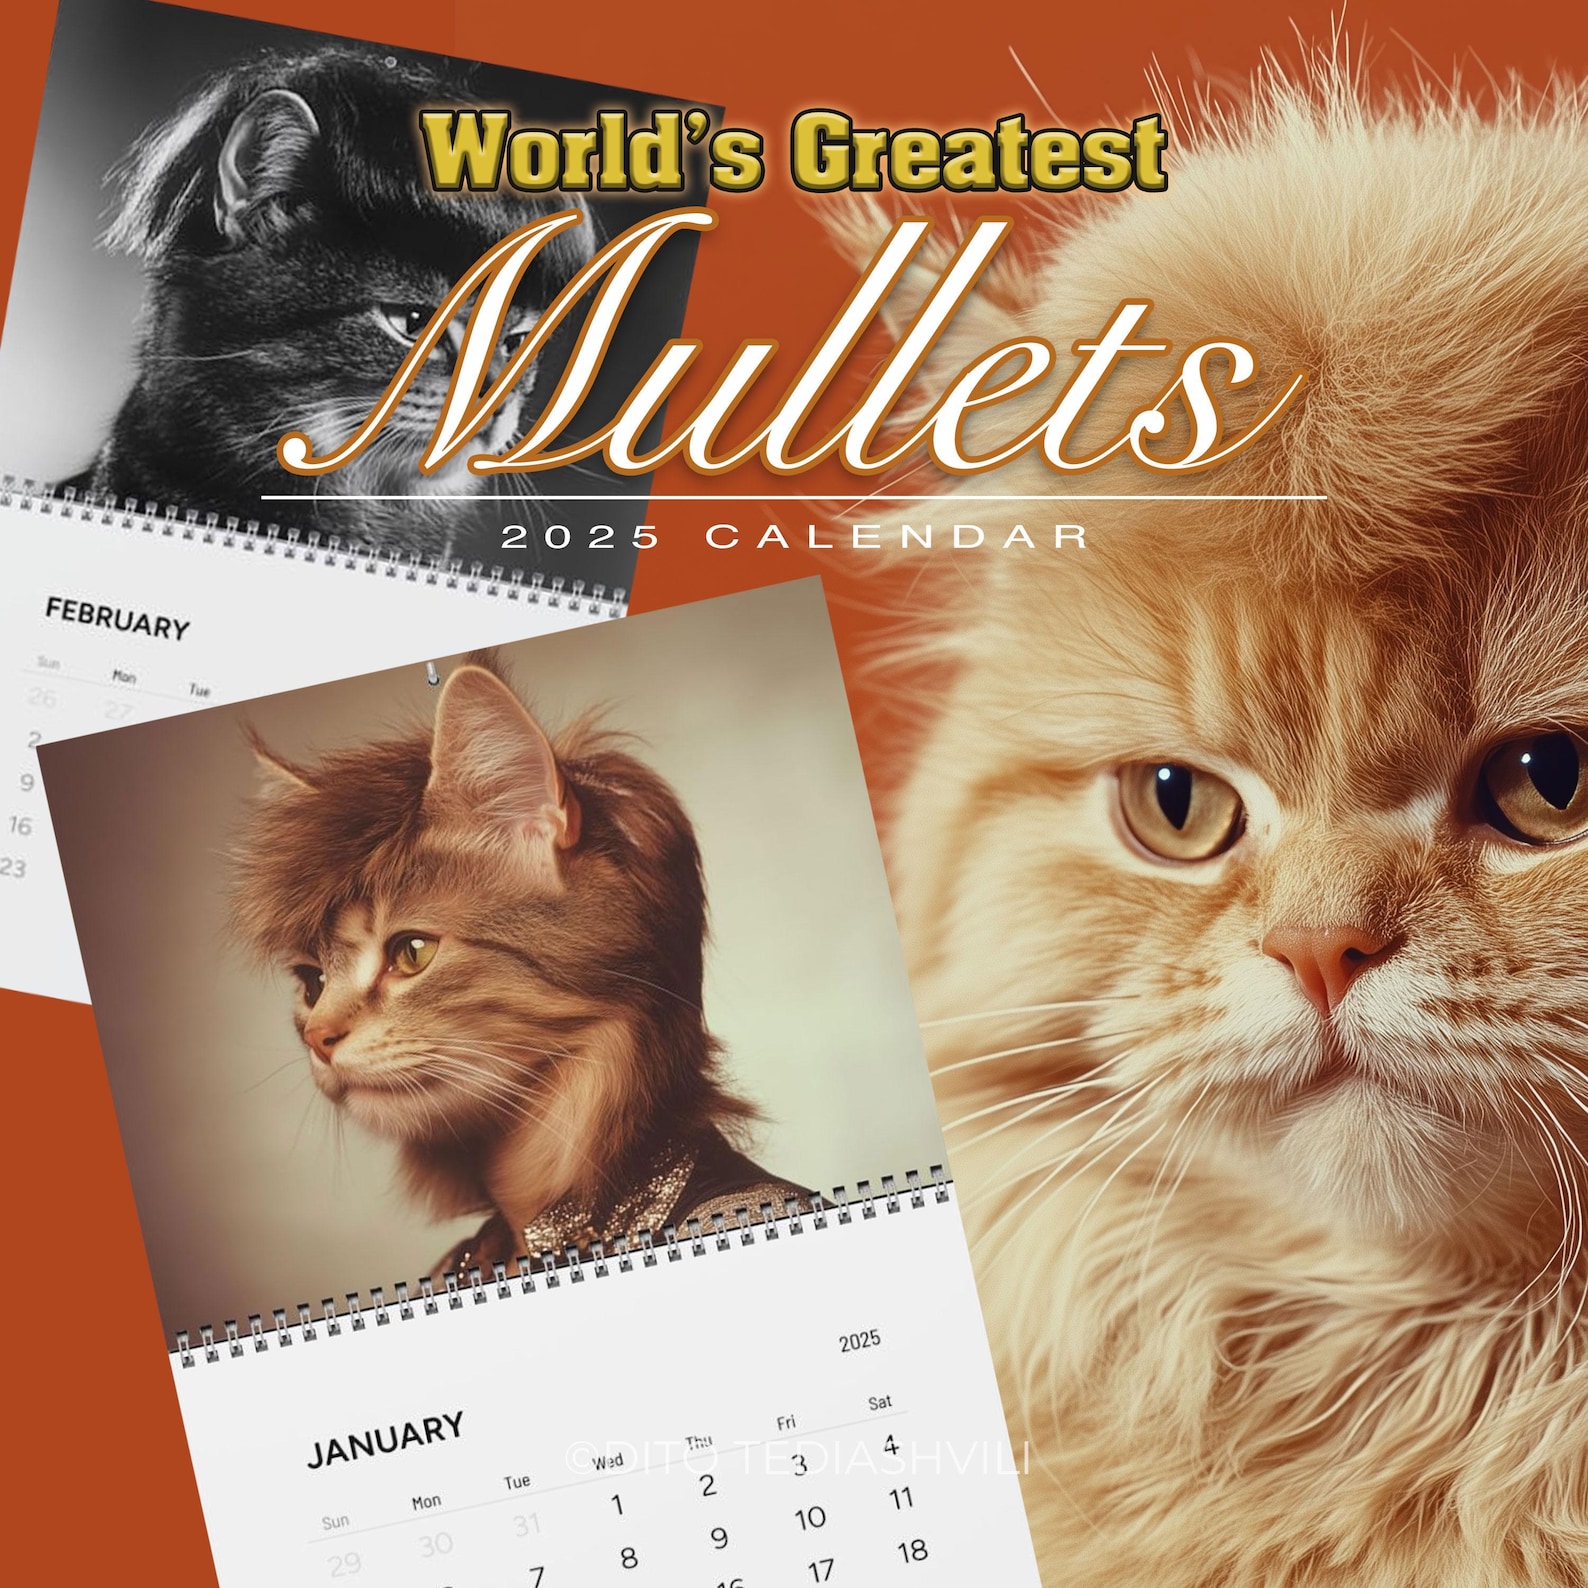 World's Greatest
Mullets
2025 CALENDAR
FEBRUARY
Sun Mon Tue
26 27
2
9
16
23
2025
JANUARY
Sun Mon Tue Wed Thu Fri Sat
29 30 31 1 2 3 4
7 8 9 10 11
16 17 18
©DITO TEDIASHVILI